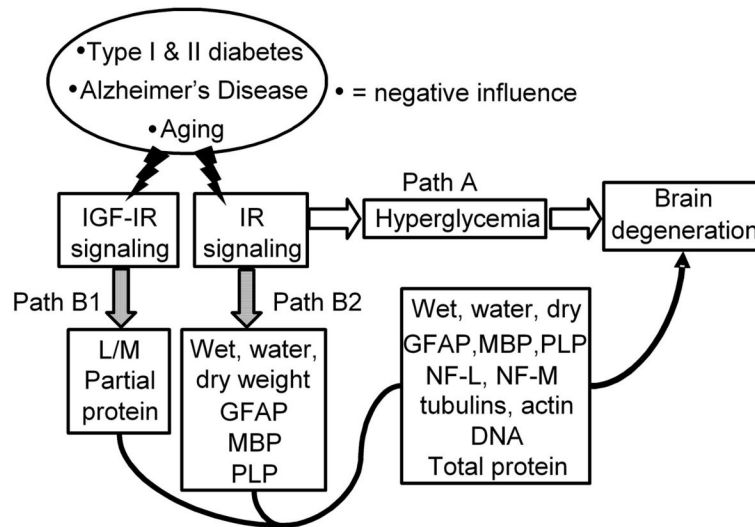 •Type I & II diabetes
•Alzheimer's Disease
•Aging
• = negative influence
IGF-IR
signaling
IR
signaling
Path A
Hyperglycemia
Brain
degeneration
Path B1
Path B2
L/M
Partial
protein
Wet, water,
dry weight
GFAP
MBP
PLP
Wet, water, dry
GFAP,MBP,PLP
NF-L, NF-M
tubulins, actin
DNA
Total protein